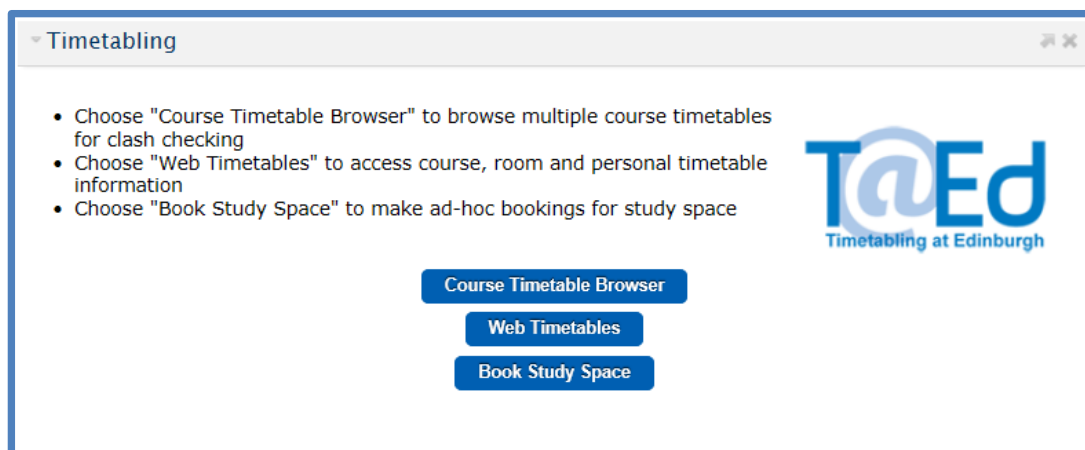 Timetabling
• Choose "Course Timetable Browser" to browse multiple course timetables
for clash checking
• Choose "Web Timetables" to access course, room and personal timetable
information
• Choose "Book Study Space" to make ad-hoc bookings for study space
T@Ed
Timetabling at Edinburgh
Course Timetable Browser
Web Timetables
Book Study Space